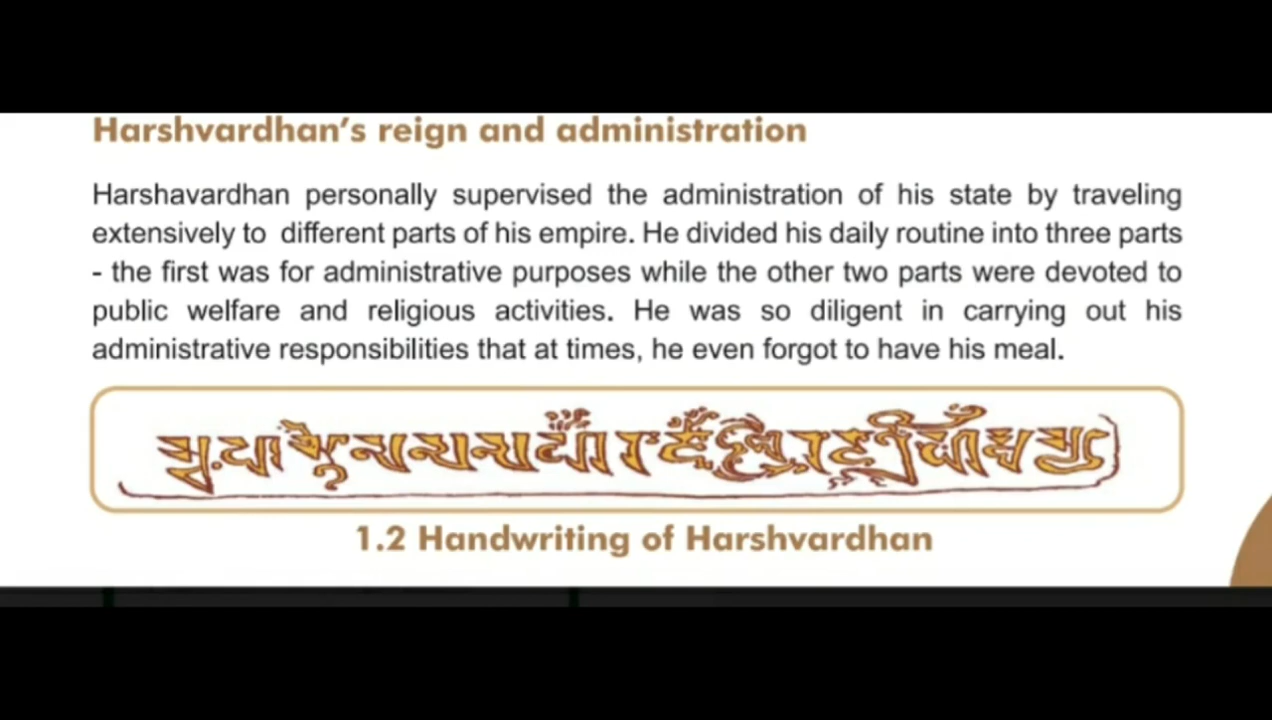 Harshvardhan's reign and administration
Harshavardhan personally supervised the administration of his state by traveling
extensively to different parts of his empire. He divided his daily routine into three parts
- the first was for administrative purposes while the other two parts were devoted to
public welfare and religious activities. He was so diligent in carrying out his
administrative responsibilities that at times, he even forgot to have his meal.
1.2 Handwriting of Harshvardhan